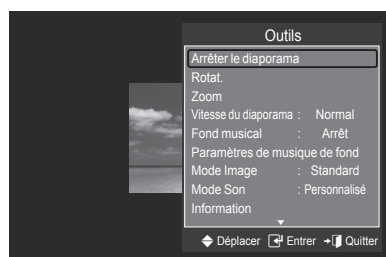 Outils
Arrêter le diaporama
Rotat.
Zoom
Vitesse du diaporama : Normal
Fond musical : Arrêt
Paramètres de musique de fond
Mode Image : Standard
Mode Son : Personnalisé
Information
Déplacer Entrer Quitter